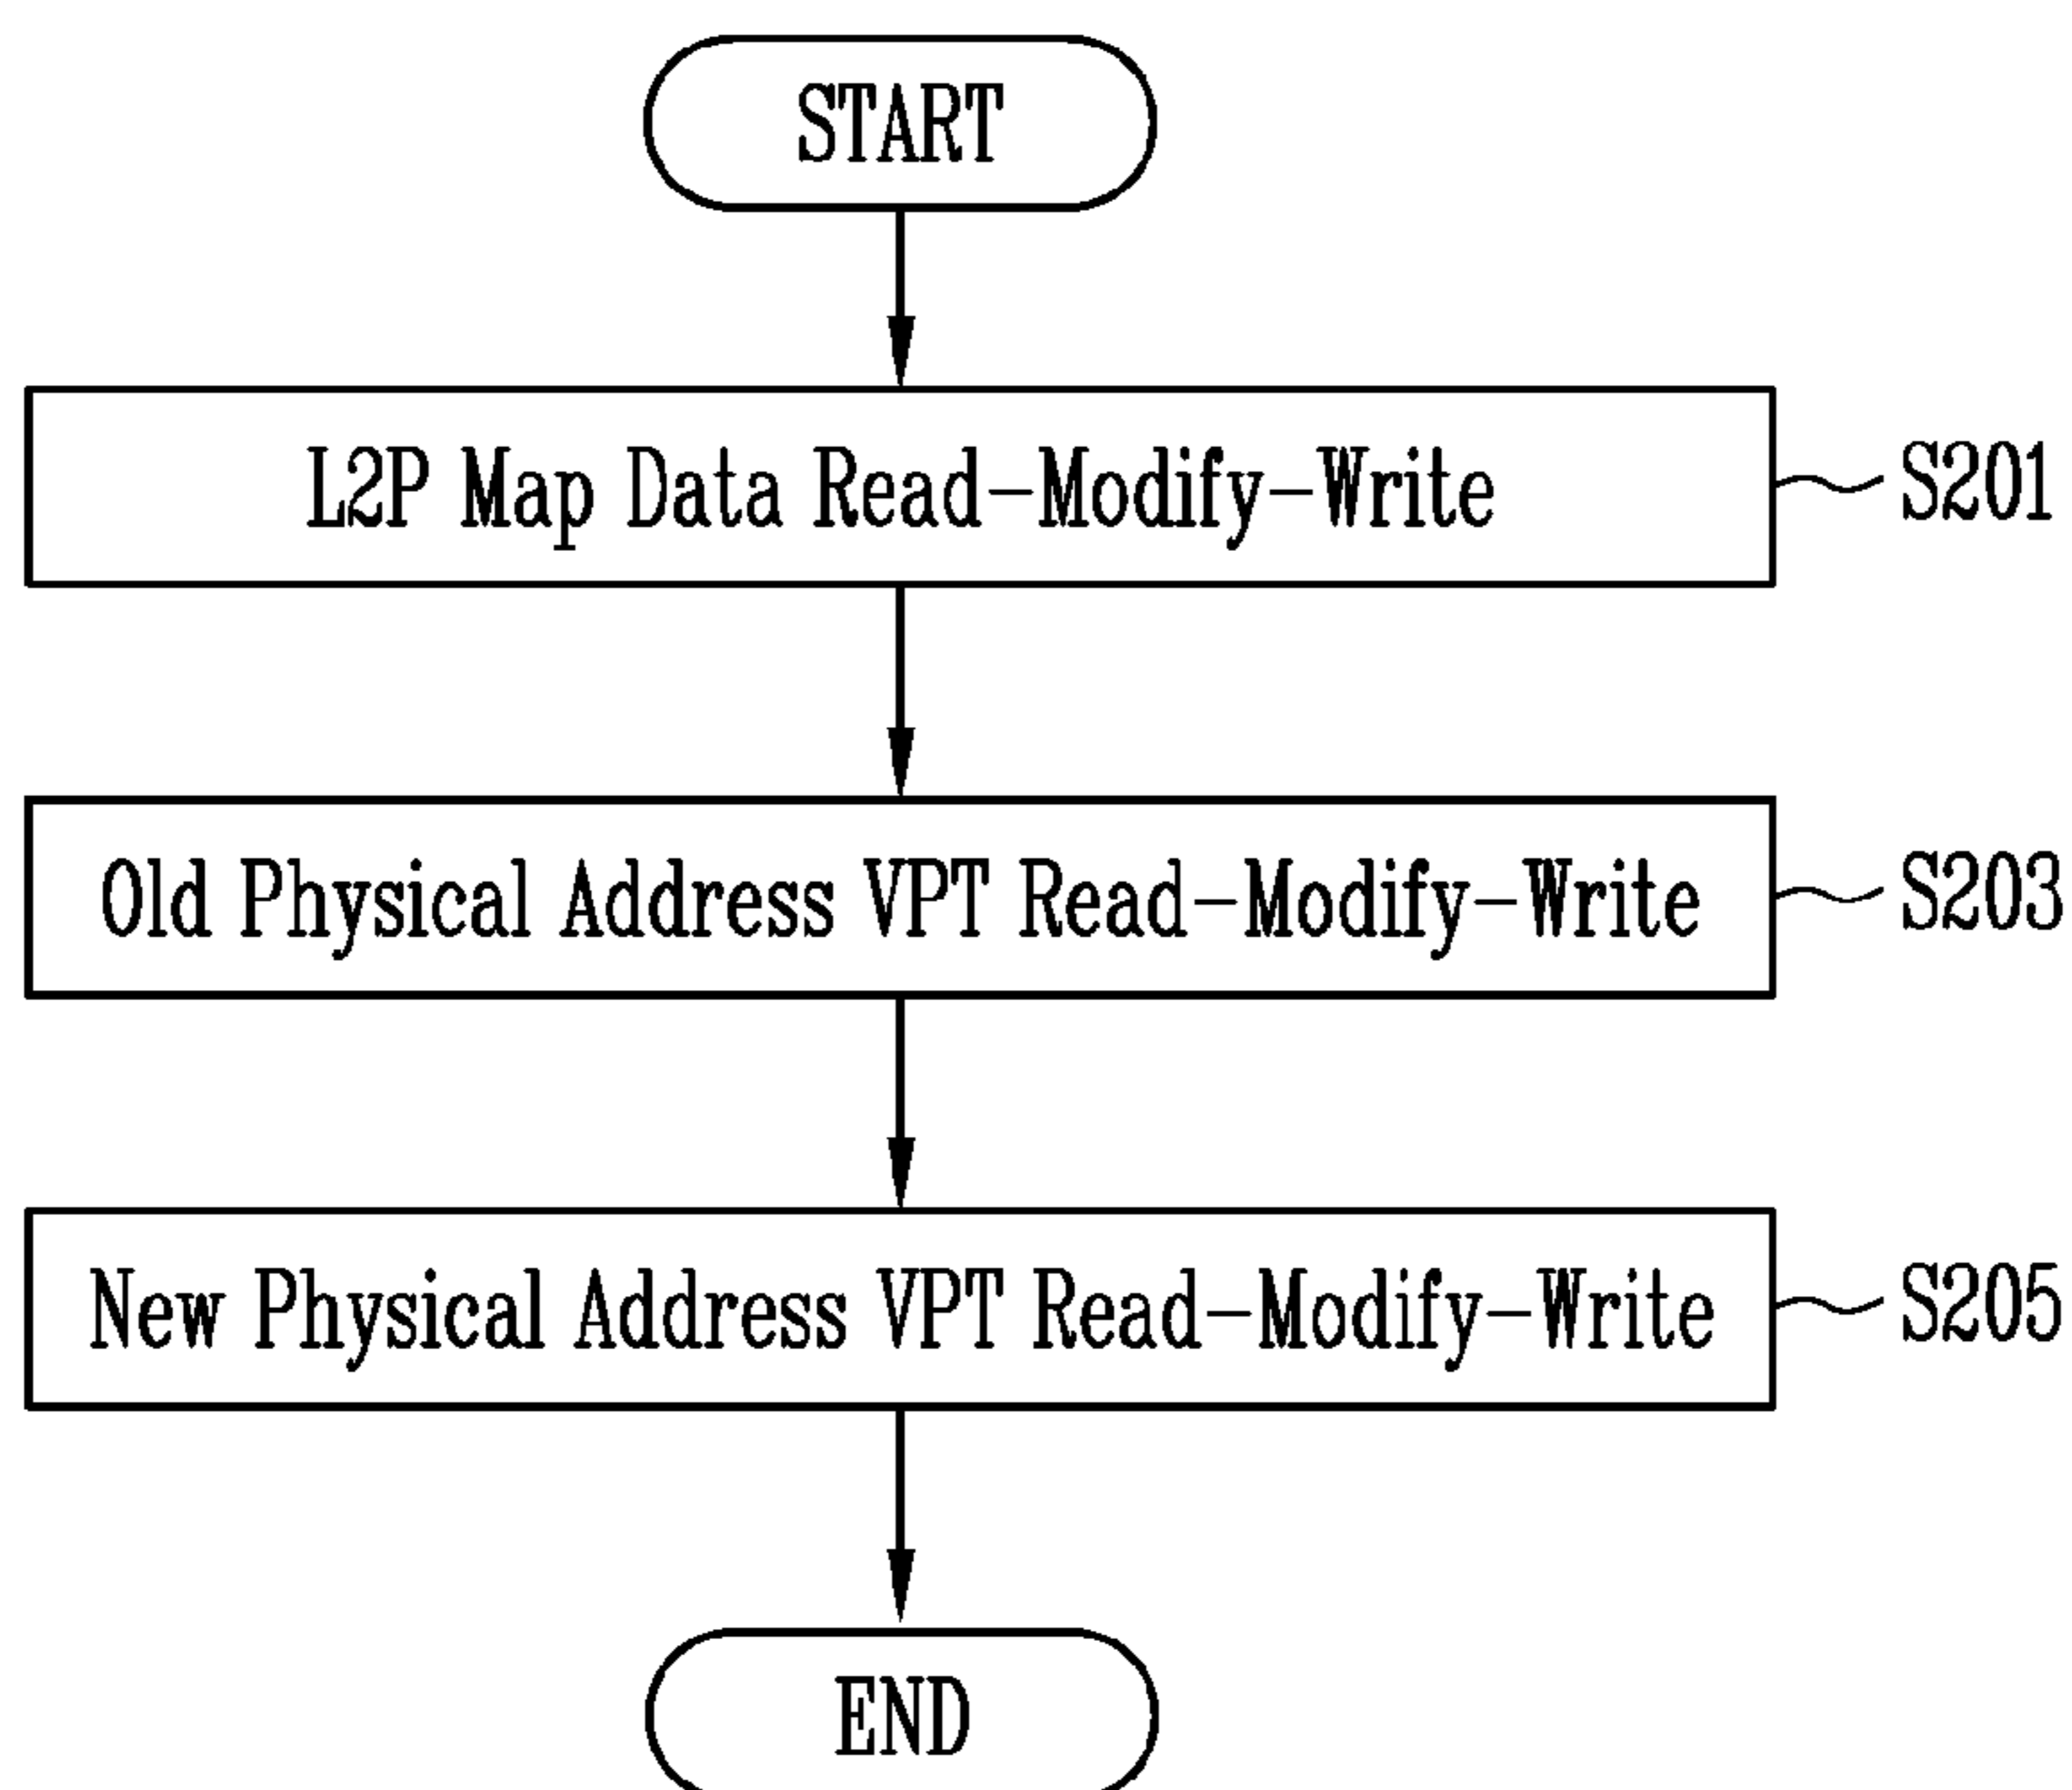 START
L2P Map Data Read-Modify-Write
S201
Old Physical Address VPT Read-Modify-Write
S203
New Physical Address VPT Read-Modify-Write
S205
END